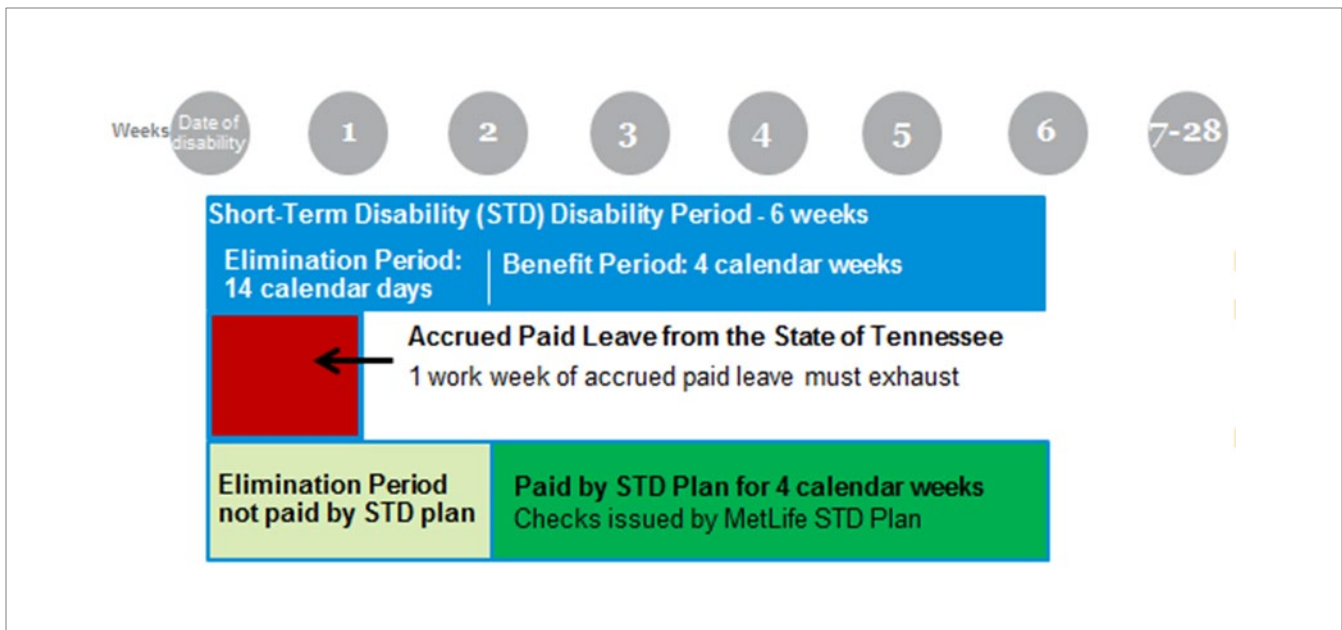 Weeks Date of disability 1 2 3 4 5 6 7-28
Short-Term Disability (STD) Disability Period - 6 weeks
Elimination Period:
14 calendar days
Benefit Period: 4 calendar weeks
Accrued Paid Leave from the State of Tennessee
1 work week of accrued paid leave must exhaust
Elimination Period
not paid by STD plan
Paid by STD Plan for 4 calendar weeks
Checks issued by MetLife STD Plan